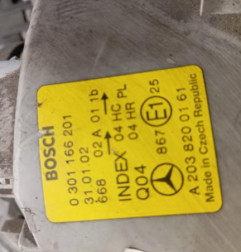 BOSCH
0 301 166 201
31.01 02
668 02 A 01 1b
INDEX 04 HC PL
04 HR
Q04
867 E1 25
A 203 820 01 61
Made in Czech Republic